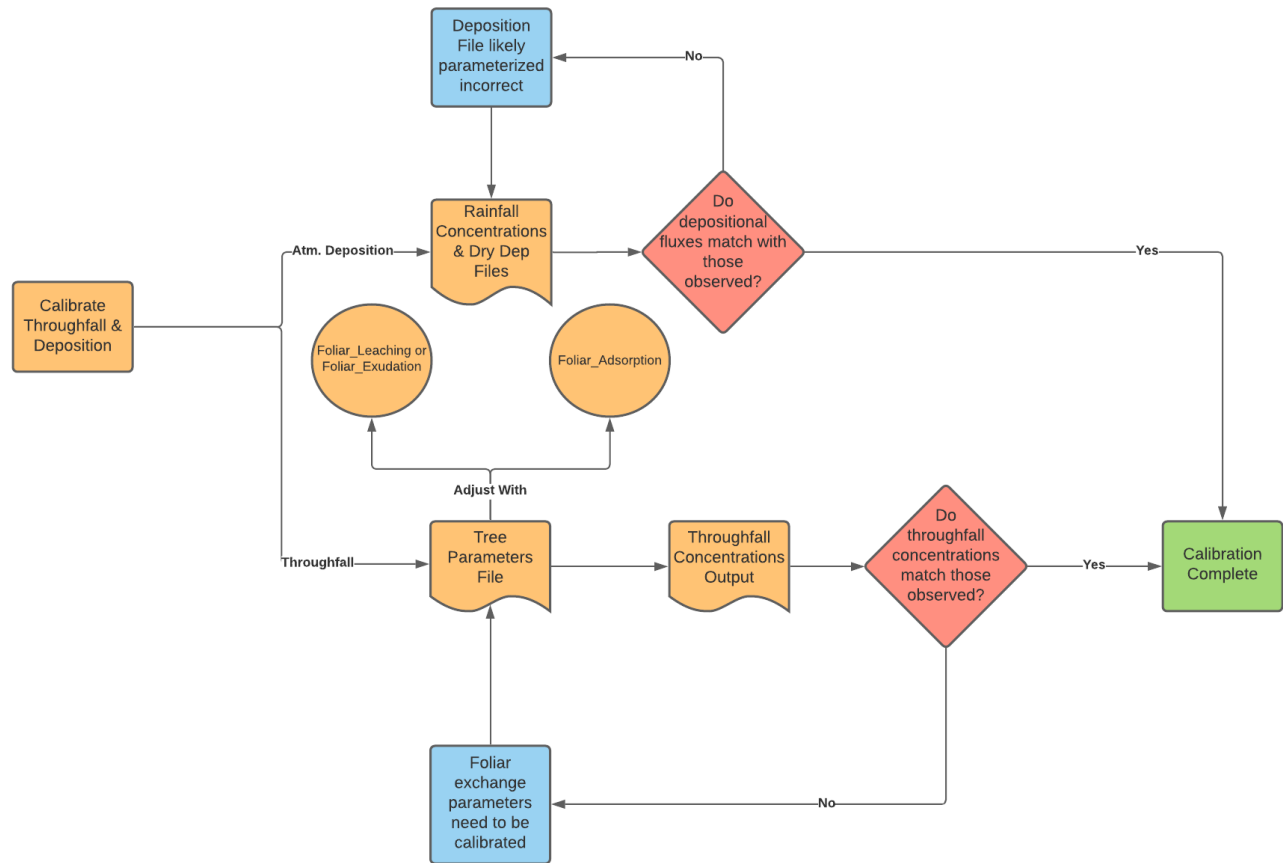 Deposition
File likely
parameterized
incorrect
No
Do
depositional
fluxes match with
those
observed?
Rainfall
Concentrations
& Dry Dep
Files
Atm. Deposition
Yes
Calibrate
Throughfall &
Deposition
Foliar_Leaching or
Foliar_Exudation
Foliar_Adsorption
Adjust With
Throughfall
Tree
Parameters
File
Throughfall
Concentrations
Output
Do
throughfall
concentrations
match those
observed?
Yes
Calibration
Complete
Foliar
exchange
parameters
need to be
calibrated
No